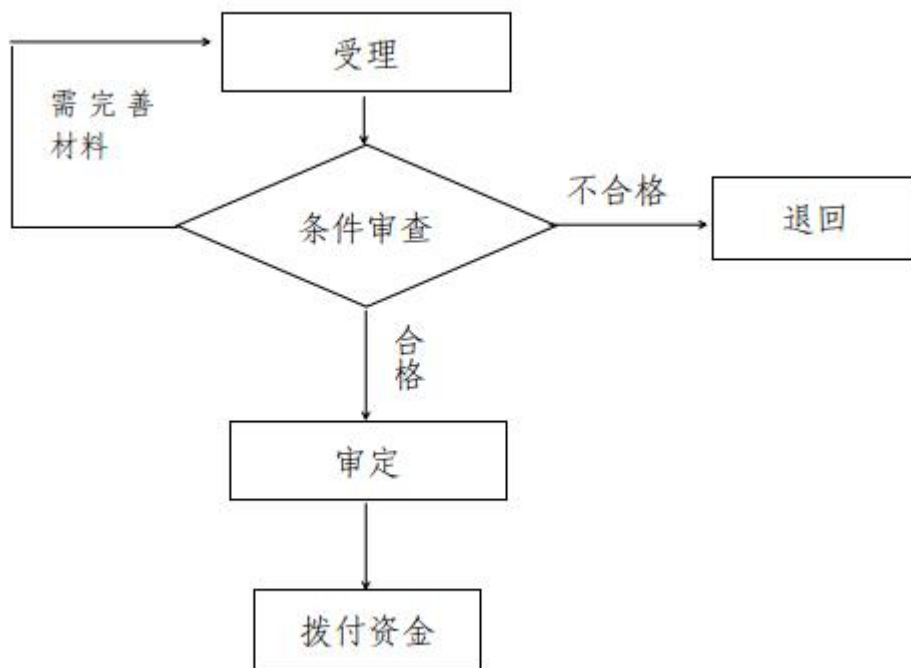 受理
需完善
材料
条件审查
不合格
退回
合
格
审定
拨付资金